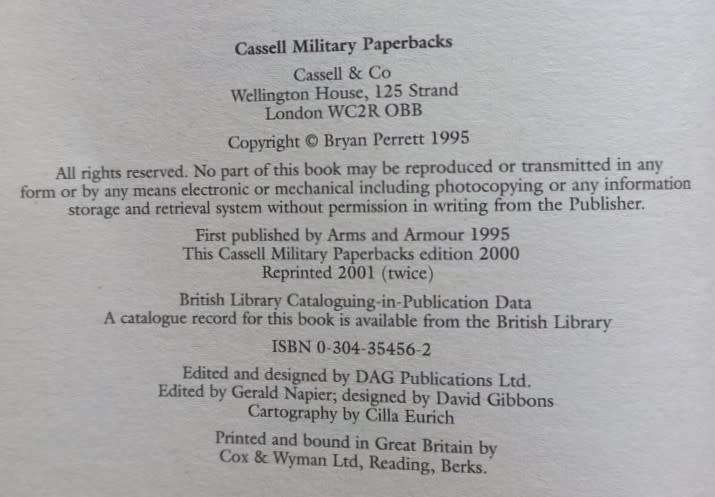 Cassell Military Paperbacks
Cassell & Co
Wellington House, 125 Strand
London WC2R OBB
Copyright © Bryan Perrett 1995
All rights reserved. No part of this book may be reproduced or transmitted in any
form or by any means electronic or mechanical including photocopying or any information
storage and retrieval system without permission in writing from the Publisher.
First published by Arms and Armour 1995
This Cassell Military Paperbacks edition 2000
Reprinted 2001 (twice)
British Library Cataloguing-in-Publication Data
A catalogue record for this book is available from the British Library
ISBN 0-304-35456-2
Edited and designed by DAG Publications Ltd.
Edited by Gerald Napier; designed by David Gibbons
Cartography by Cilla Eurich
Printed and bound in Great Britain by
Cox & Wyman Ltd, Reading, Berks.